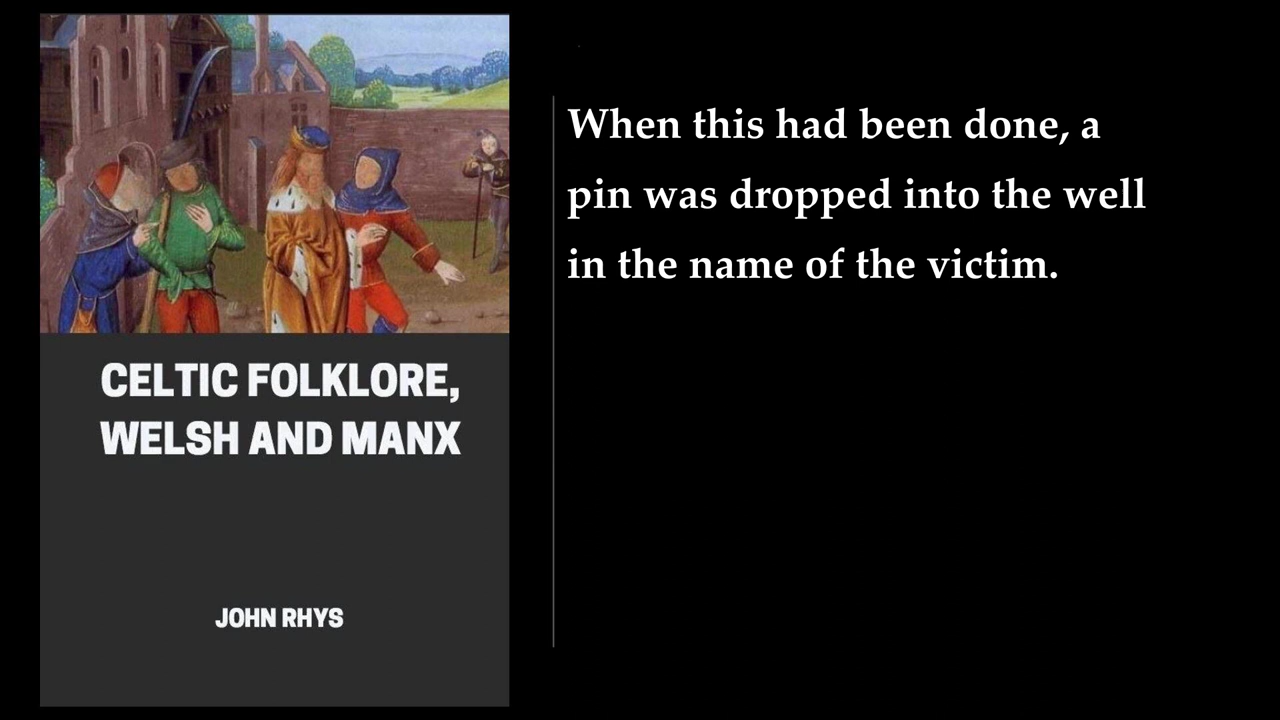 CELTIC FOLKLORE,
WELSH AND MANX
JOHN RHYS
When this had been done, a
pin was dropped into the well
in the name of the victim.